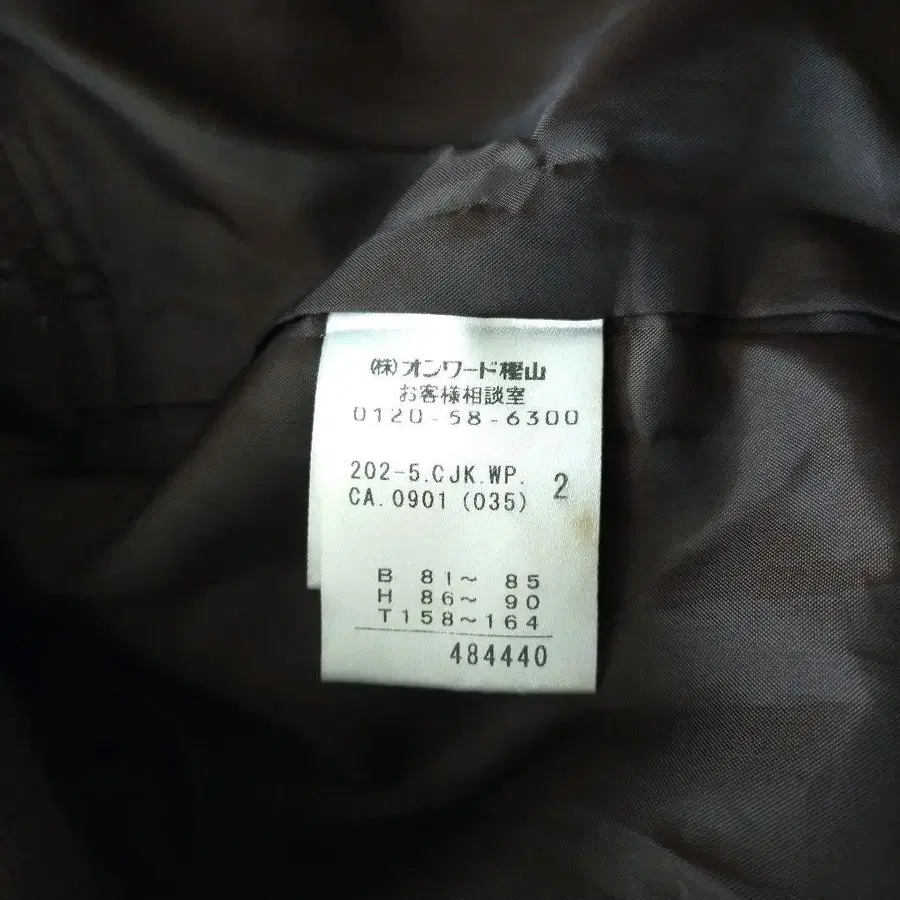 (株)オンワード樫山
お客様相談室
0120-58-6300
202-5.CJK.WP.
CA.0901(035) 2
B 81～ 85
H 86～ 90
T158～164
484440